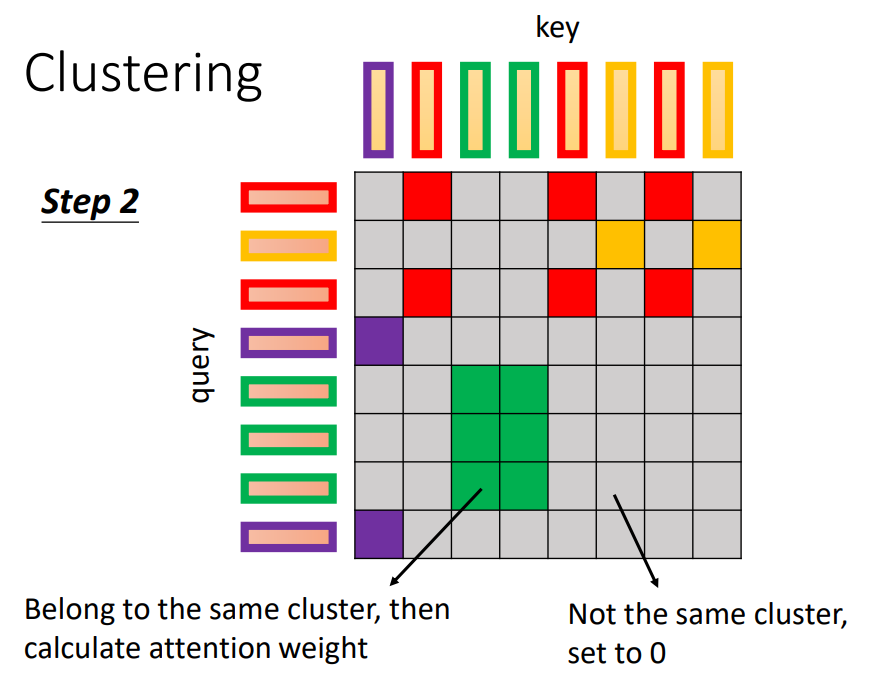 key
Clustering
Step 2
query
Belong to the same cluster, then
calculate attention weight
Not the same cluster,
set to 0